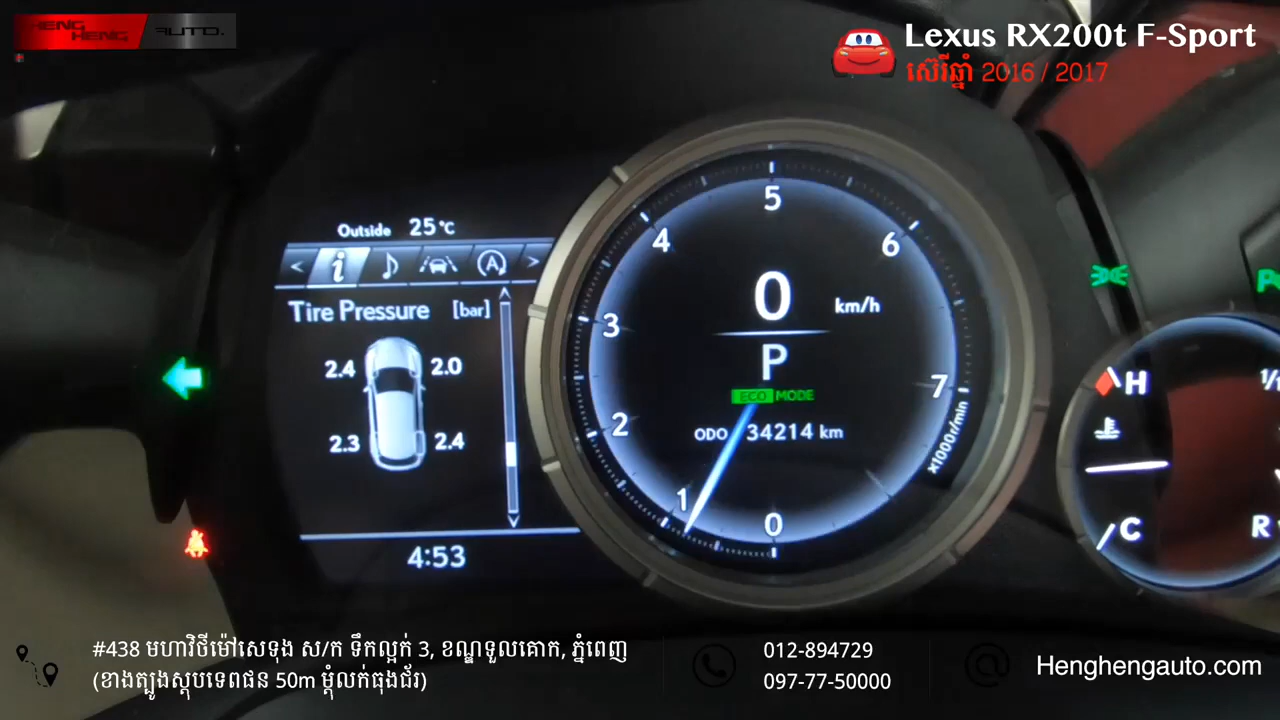 HENG
HENG AUTO.
Lexus RX200t F-Sport
ស៊េរីឆ្នាំ 2016 / 2017
Outside 25°C
< i A >
Tire Pressure [bar]
2.4 2.0
2.3 2.4
4:53
0 1 2 3 4 5 6 7
x1000r/min
0 km/h
P
ECO MODE
ODO 34214 km
H
C
R
#438 មហាវិថីម៉ៅសេទុង ស/ក ទឹកល្អក់ 3, ខណ្ឌទួលគោក, ភ្នំពេញ
(ខាងត្បូងស្តុបទេពផន 50m ម្តុំលក់ធុងជ័រ)
012-894729
097-77-50000
Henghengauto.com